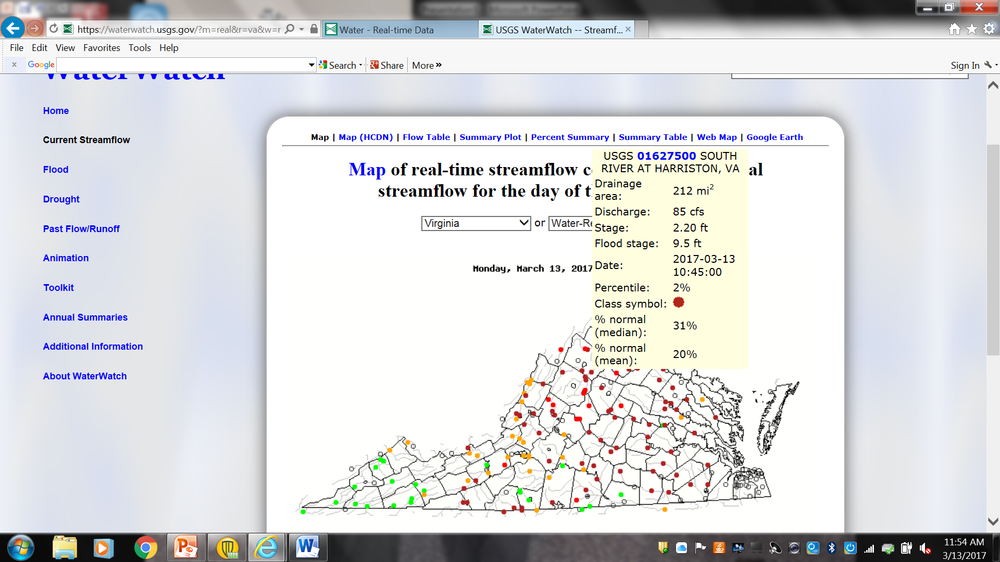 https://waterwatch.usgs.gov/?m=real&r=va&w=r
Water - Real-time Data
USGS WaterWatch -- Streamf...
File Edit View Favorites Tools Help
x Google Search Share More »
Sign In
WaterWatch
Home
Current Streamflow
Flood
Drought
Past Flow/Runoff
Animation
Toolkit
Annual Summaries
Additional Information
About WaterWatch
Map | Map (HCDN) | Flow Table | Summary Plot | Percent Summary | Summary Table | Web Map | Google Earth
Map of real-time streamflow c al
streamflow for the day of t
Virginia or Water-Re
Monday, March 13, 2017
USGS 01627500 SOUTH
RIVER AT HARRISTON, VA
Drainage
area: 212 mi2
Discharge: 85 cfs
Stage: 2.20 ft
Flood stage: 9.5 ft
Date: 2017-03-13
10:45:00
Percentile: 2%
Class symbol:
% normal
(median): 31%
% normal
(mean): 20%
11:54 AM
3/13/2017